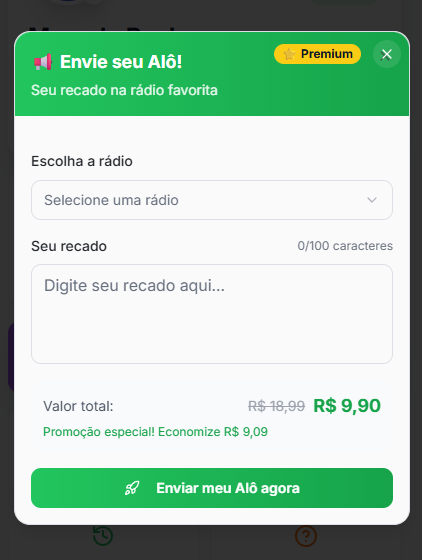 Envie seu Alô!
Premium
Seu recado na rádio favorita
Escolha a rádio
Selecione uma rádio
Seu recado
0/100 caracteres
Digite seu recado aqui...
Valor total:
R$ 18,99 R$ 9,90
Promoção especial! Economize R$ 9,09
Enviar meu Alô agora
?